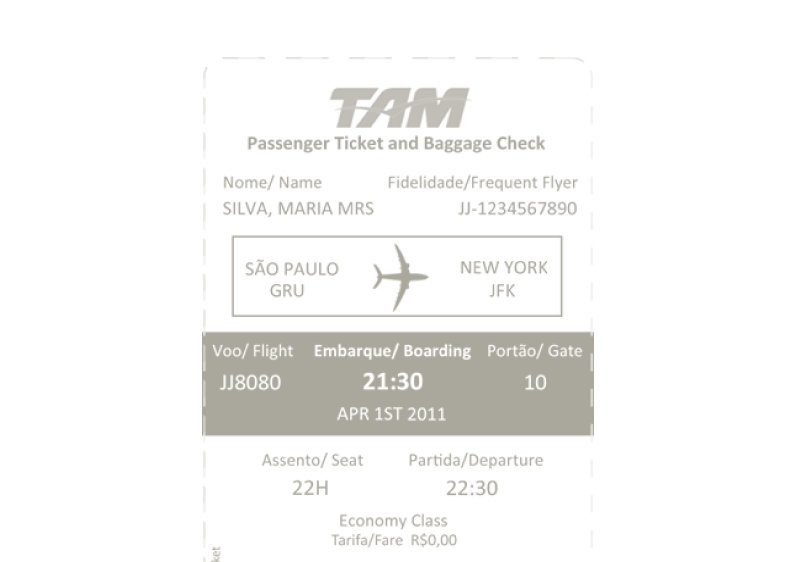 TAM
Passenger Ticket and Baggage Check
Nome/ Name Fidelidade/Frequent Flyer
SILVA, MARIA MRS JJ-1234567890
SÃO PAULO NEW YORK
GRU JFK
Voo/ Flight Embarque/ Boarding Portão/ Gate
JJ8080 21:30 10
APR 1ST 2011
Assento/ Seat Partida/Departure
22H 22:30
Economy Class
Tarifa/Fare R$0,00
ket